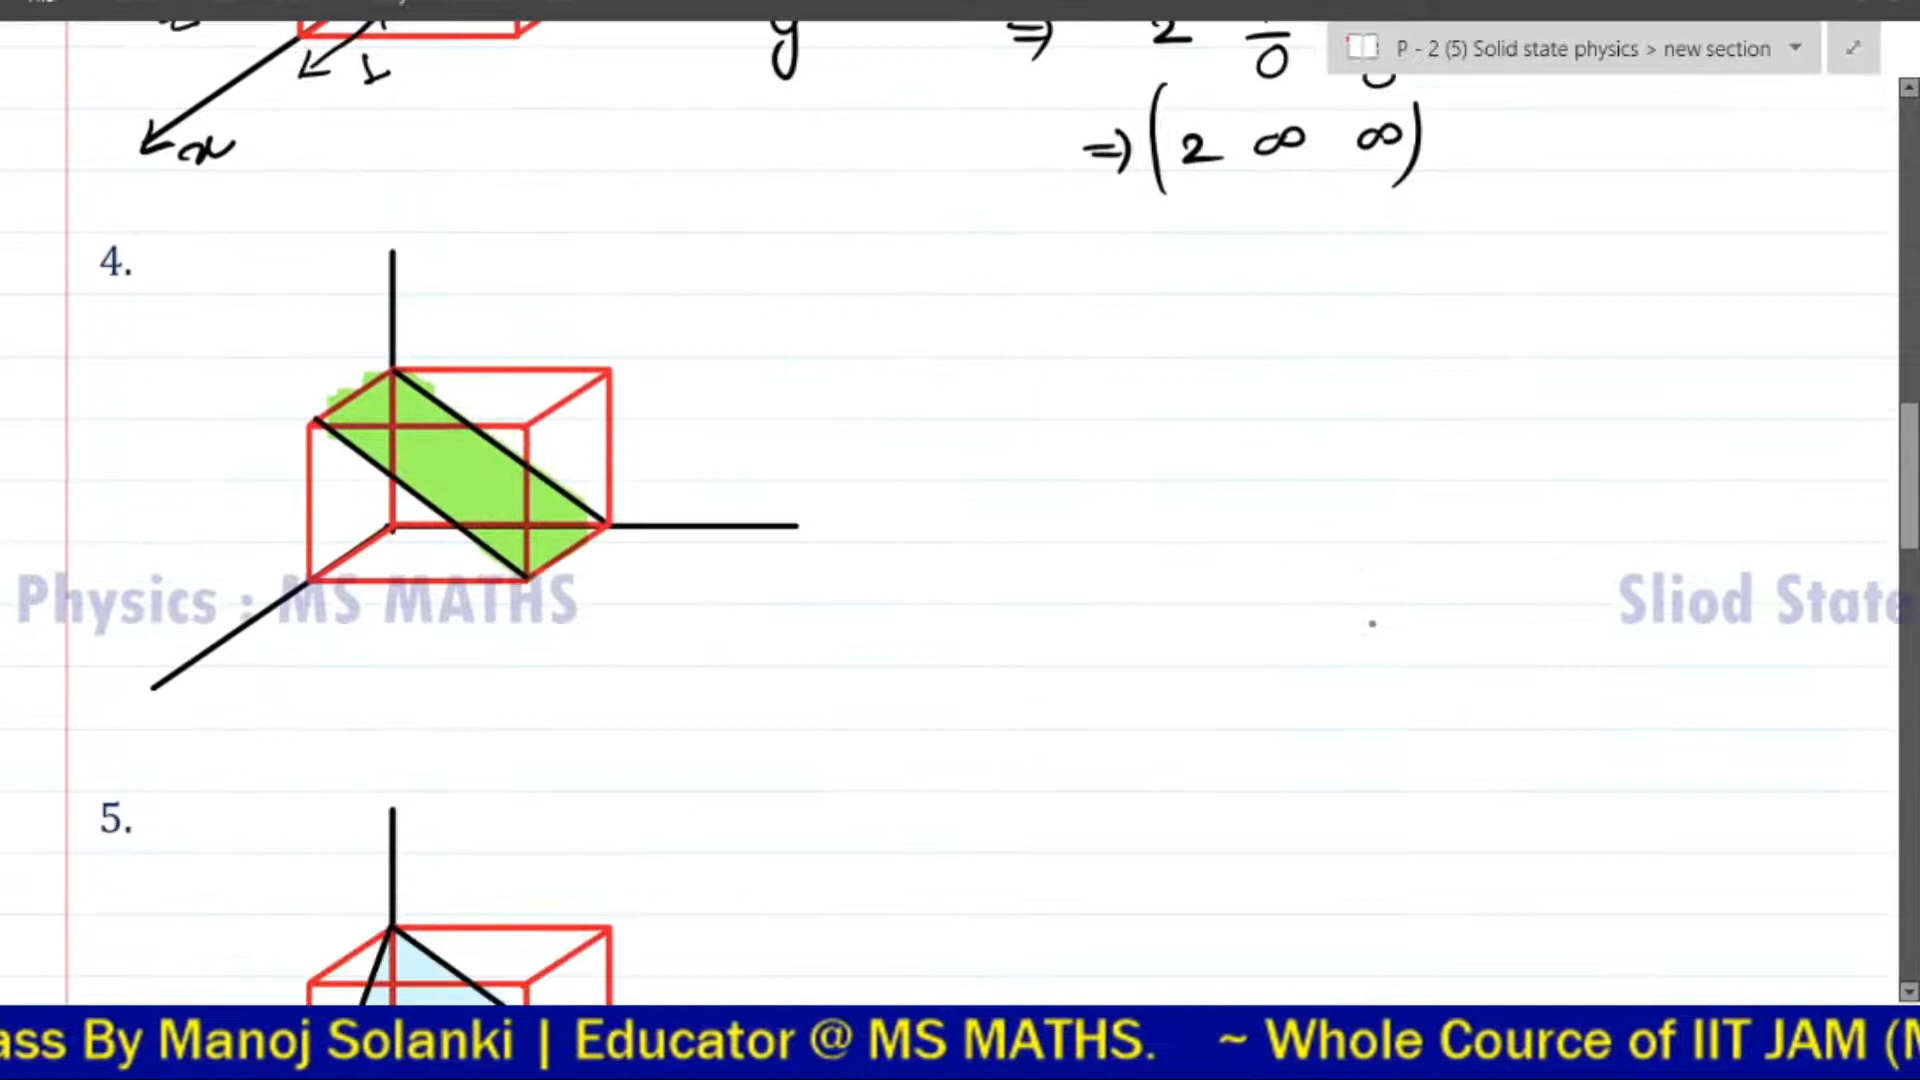 P - 2 (5) Solid state physics > new section
1
y
⇒ 2
0
x
⇒ (2 ∞ ∞)
4.
Physics : MS MATHS
Sliod State
5.
ass By Manoj Solanki | Educator @ MS MATHS. ~ Whole Cource of IIT JAM (M